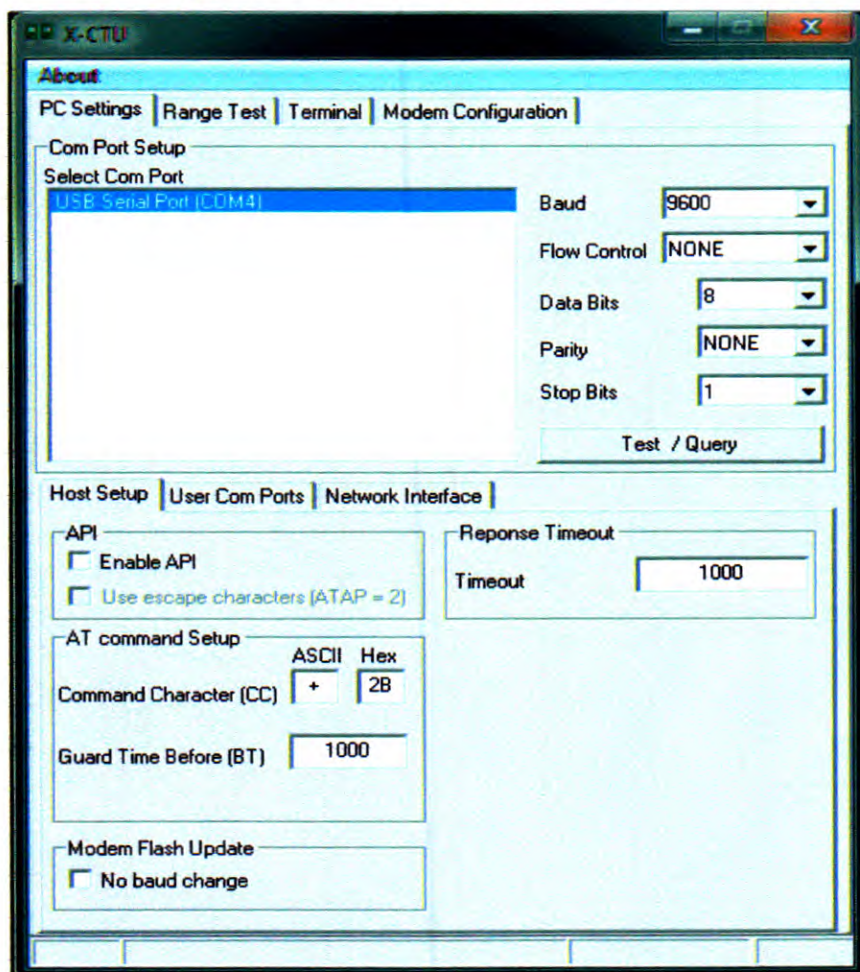 X-CTU
About
PC Settings Range Test Terminal Modem Configuration
Com Port Setup
Select Com Port
USB Serial Port (COM4)
Baud 9600
Flow Control NONE
Data Bits 8
Parity NONE
Stop Bits 1
Test / Query
Host Setup User Com Ports Network Interface
API
Enable API
Use escape characters (ATAP = 2)
Reponse Timeout
Timeout 1000
AT command Setup
ASCII Hex
Command Character (CC) + 2B
Guard Time Before (BT) 1000
Modem Flash Update
No baud change